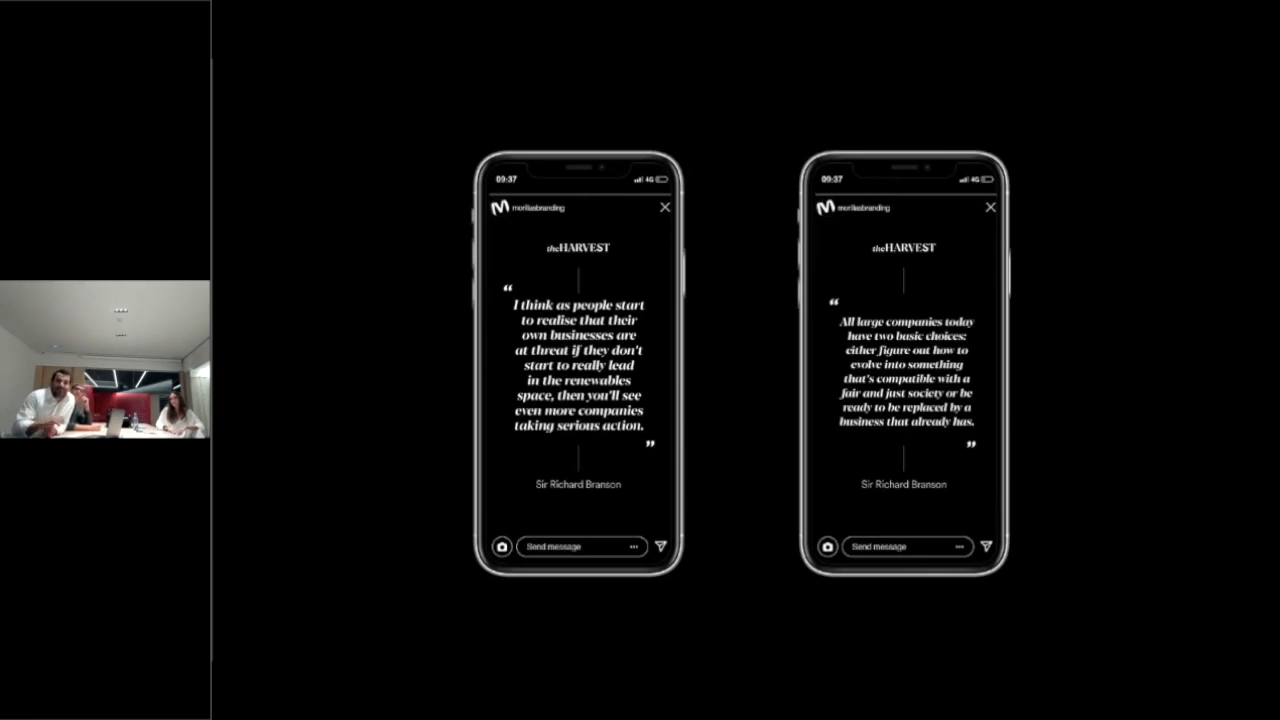 09:37
4G
morillasbranding
theHARVEST
“
I think as people start
to realise that their
own businesses are
at threat if they don't
start to really lead
in the renewables
space, then you'll see
even more companies
taking serious action.
”
Sir Richard Branson
Send message
09:37
4G
morillasbranding
theHARVEST
“
All large companies today
have two basic choices:
either figure out how to
evolve into something
that's compatible with a
fair and just society or be
ready to be replaced by a
business that already has.
”
Sir Richard Branson
Send message